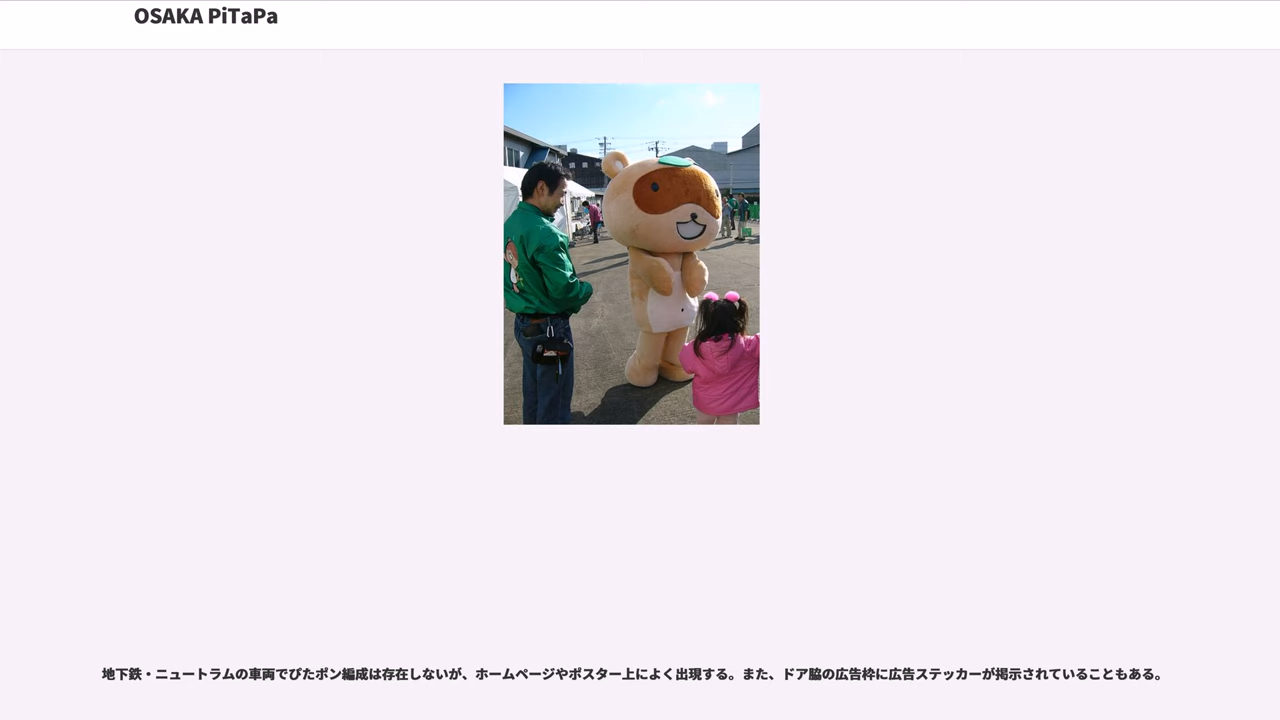 OSAKA PiTaPa
地下鉄・ニュートラムの車両でぴたポン編成は存在しないが、ホームページやポスター上によく出現する。また、ドア脇の広告枠に広告ステッカーが掲示されていることもある。